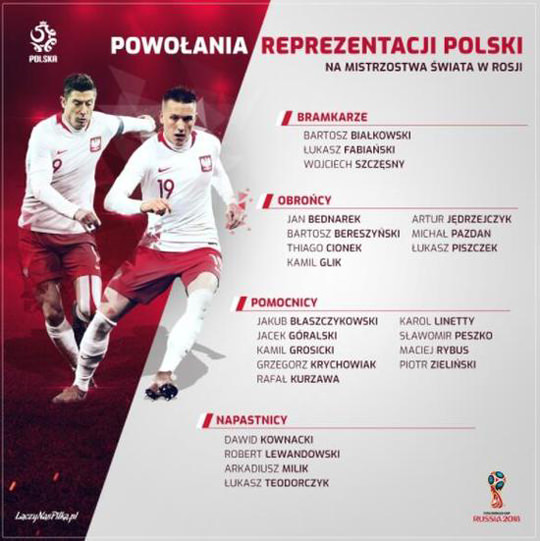 POLSKA
POWOŁANIA REPREZENTACJI POLSKI
NA MISTRZOSTWA ŚWIATA W ROSJI
9
19
BRAMKARZE
BARTOSZ BIAŁKOWSKI
ŁUKASZ FABIAŃSKI
WOJCIECH SZCZĘSNY
OBROŃCY
JAN BEDNAREK
BARTOSZ BERESZYŃSKI
THIAGO CIONEK
KAMIL GLIK
ARTUR JĘDRZEJCZYK
MICHAŁ PAZDAN
ŁUKASZ PISZCZEK
POMOCNICY
JAKUB BŁASZCZYKOWSKI
JACEK GÓRALSKI
KAMIL GROSICKI
GRZEGORZ KRYCHOWIAK
RAFAŁ KURZAWA
KAROL LINETTY
SŁAWOMIR PESZKO
MACIEJ RYBUS
PIOTR ZIELIŃSKI
NAPASTNICY
DAWID KOWNACKI
ROBERT LEWANDOWSKI
ARKADIUSZ MILIK
ŁUKASZ TEODORCZYK
ŁączyNasPiłka.pl
FIFA WORLD CUP
RUSSIA 2018